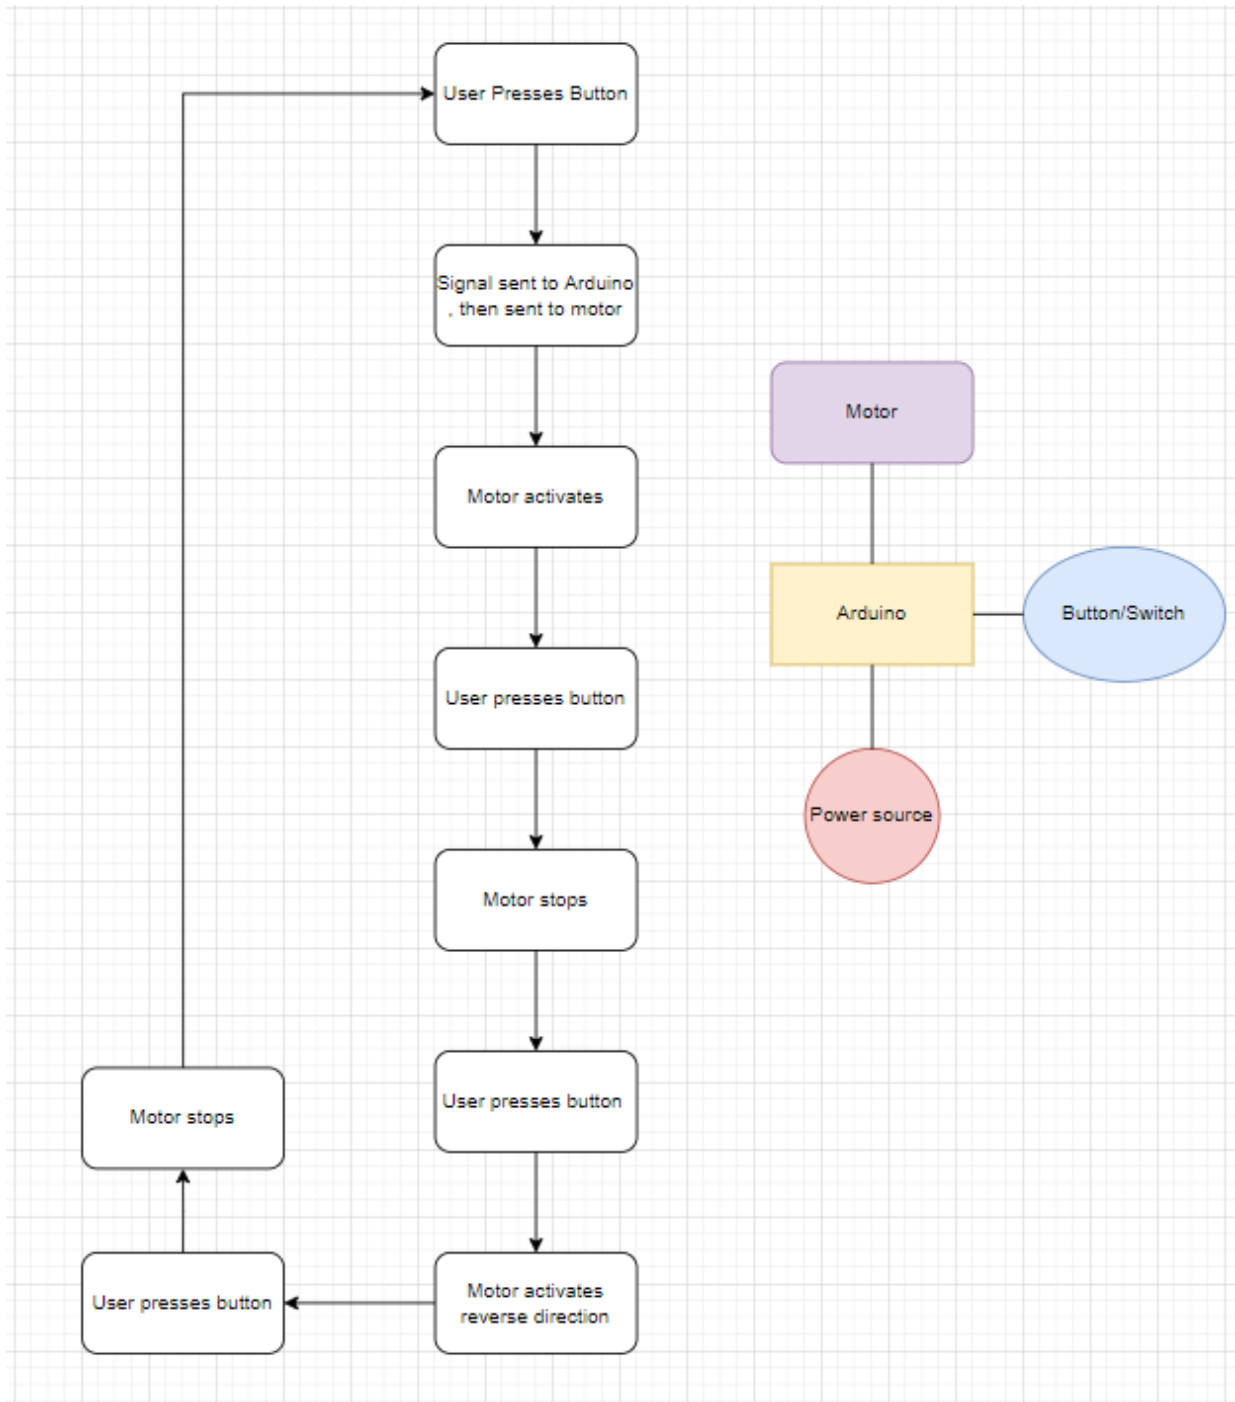 User Presses Button
Signal sent to Arduino
, then sent to motor
Motor activates
User presses button
Motor stops
User presses button
Motor activates
reverse direction
User presses button
Motor stops
Motor
Arduino
Button/Switch
Power source